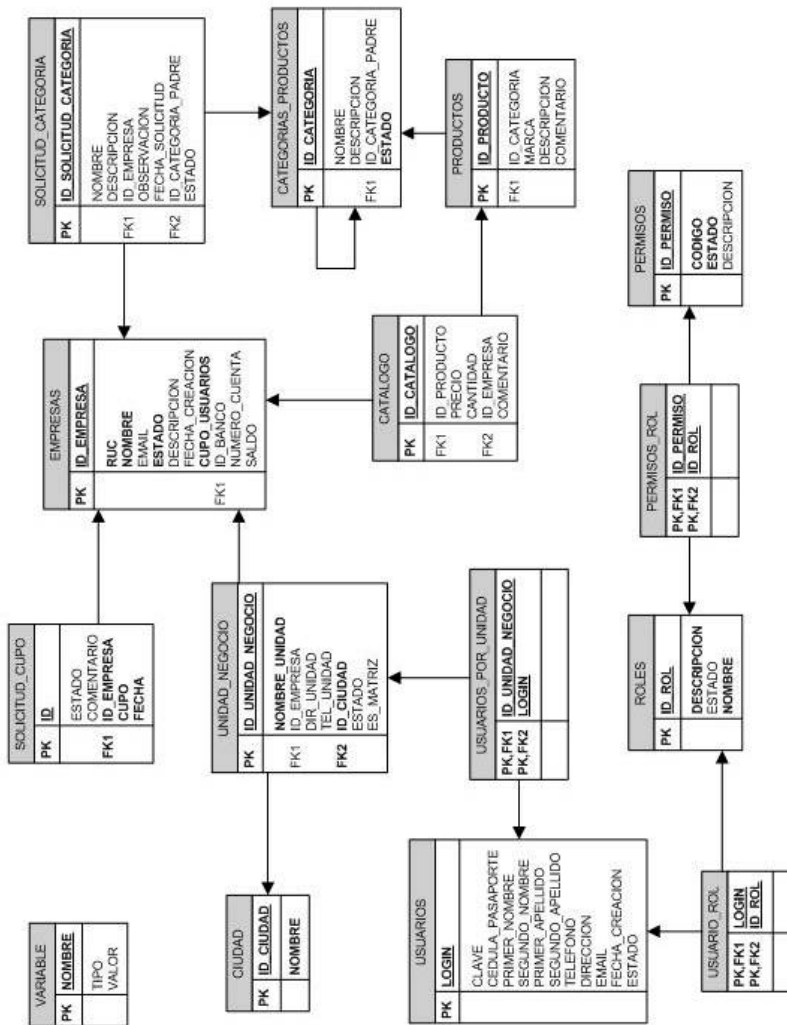 VARIABLE
PK NOMBRE
TIPO
VALOR
SOLICITUD_CUPO
PK ID
ESTADO
COMENTARIO
FK1 ID_EMPRESA
CUPO
FECHA
EMPRESAS
PK ID_EMPRESA
RUC
NOMBRE
EMAIL
ESTADO
DESCRIPCION
FECHA_CREACION
CUPO_USUARIOS
FK1 ID_BANCO
NÚMERO_CUENTA
SALDO
SOLICITUD_CATEGORIA
PK ID_SOLICITUD_CATEGORIA
NOMBRE
DESCRIPCION
FK1 ID_EMPRESA
OBSERVACION
FECHA_SOLICITUD
FK2 ID_CATEGORIA_PADRE
ESTADO
CIUDAD
PK ID_CIUDAD
NOMBRE
UNIDAD_NEGOCIO
PK ID_UNIDAD_NEGOCIO
NOMBRE_UNIDAD
FK1 ID_EMPRESA
DIR_UNIDAD
TEL_UNIDAD
FK2 ID_CIUDAD
ESTADO
ES_MATRIZ
CATEGORIAS_PRODUCTOS
PK ID_CATEGORIA
NOMBRE
DESCRIPCION
FK1 ID_CATEGORIA_PADRE
ESTADO
CATALOGO
PK ID_CATALOGO
FK1 ID_PRODUCTO
PRECIO
CANTIDAD
FK2 ID_EMPRESA
COMENTARIO
PRODUCTOS
PK ID_PRODUCTO
FK1 ID_CATEGORIA
MARCA
DESCRIPCION
COMENTARIO
USUARIOS
PK LOGIN
CLAVE
CEDULA_PASAPORTE
PRIMER_NOMBRE
SEGUNDO_NOMBRE
PRIMER_APELLIDO
SEGUNDO_APELLIDO
TELEFONO
DIRECCION
EMAIL
FECHA_CREACION
ESTADO
USUARIOS_POR_UNIDAD
PK,FK1 ID_UNIDAD_NEGOCIO
PK,FK2 LOGIN
USUARIO_ROL
PK,FK1 LOGIN
PK,FK2 ID_ROL
ROLES
PK ID_ROL
DESCRIPCION
ESTADO
NOMBRE
PERMISOS_ROL
PK,FK1 ID_PERMISO
PK,FK2 ID_ROL
PERMISOS
PK ID_PERMISO
CODIGO
ESTADO
DESCRIPCION